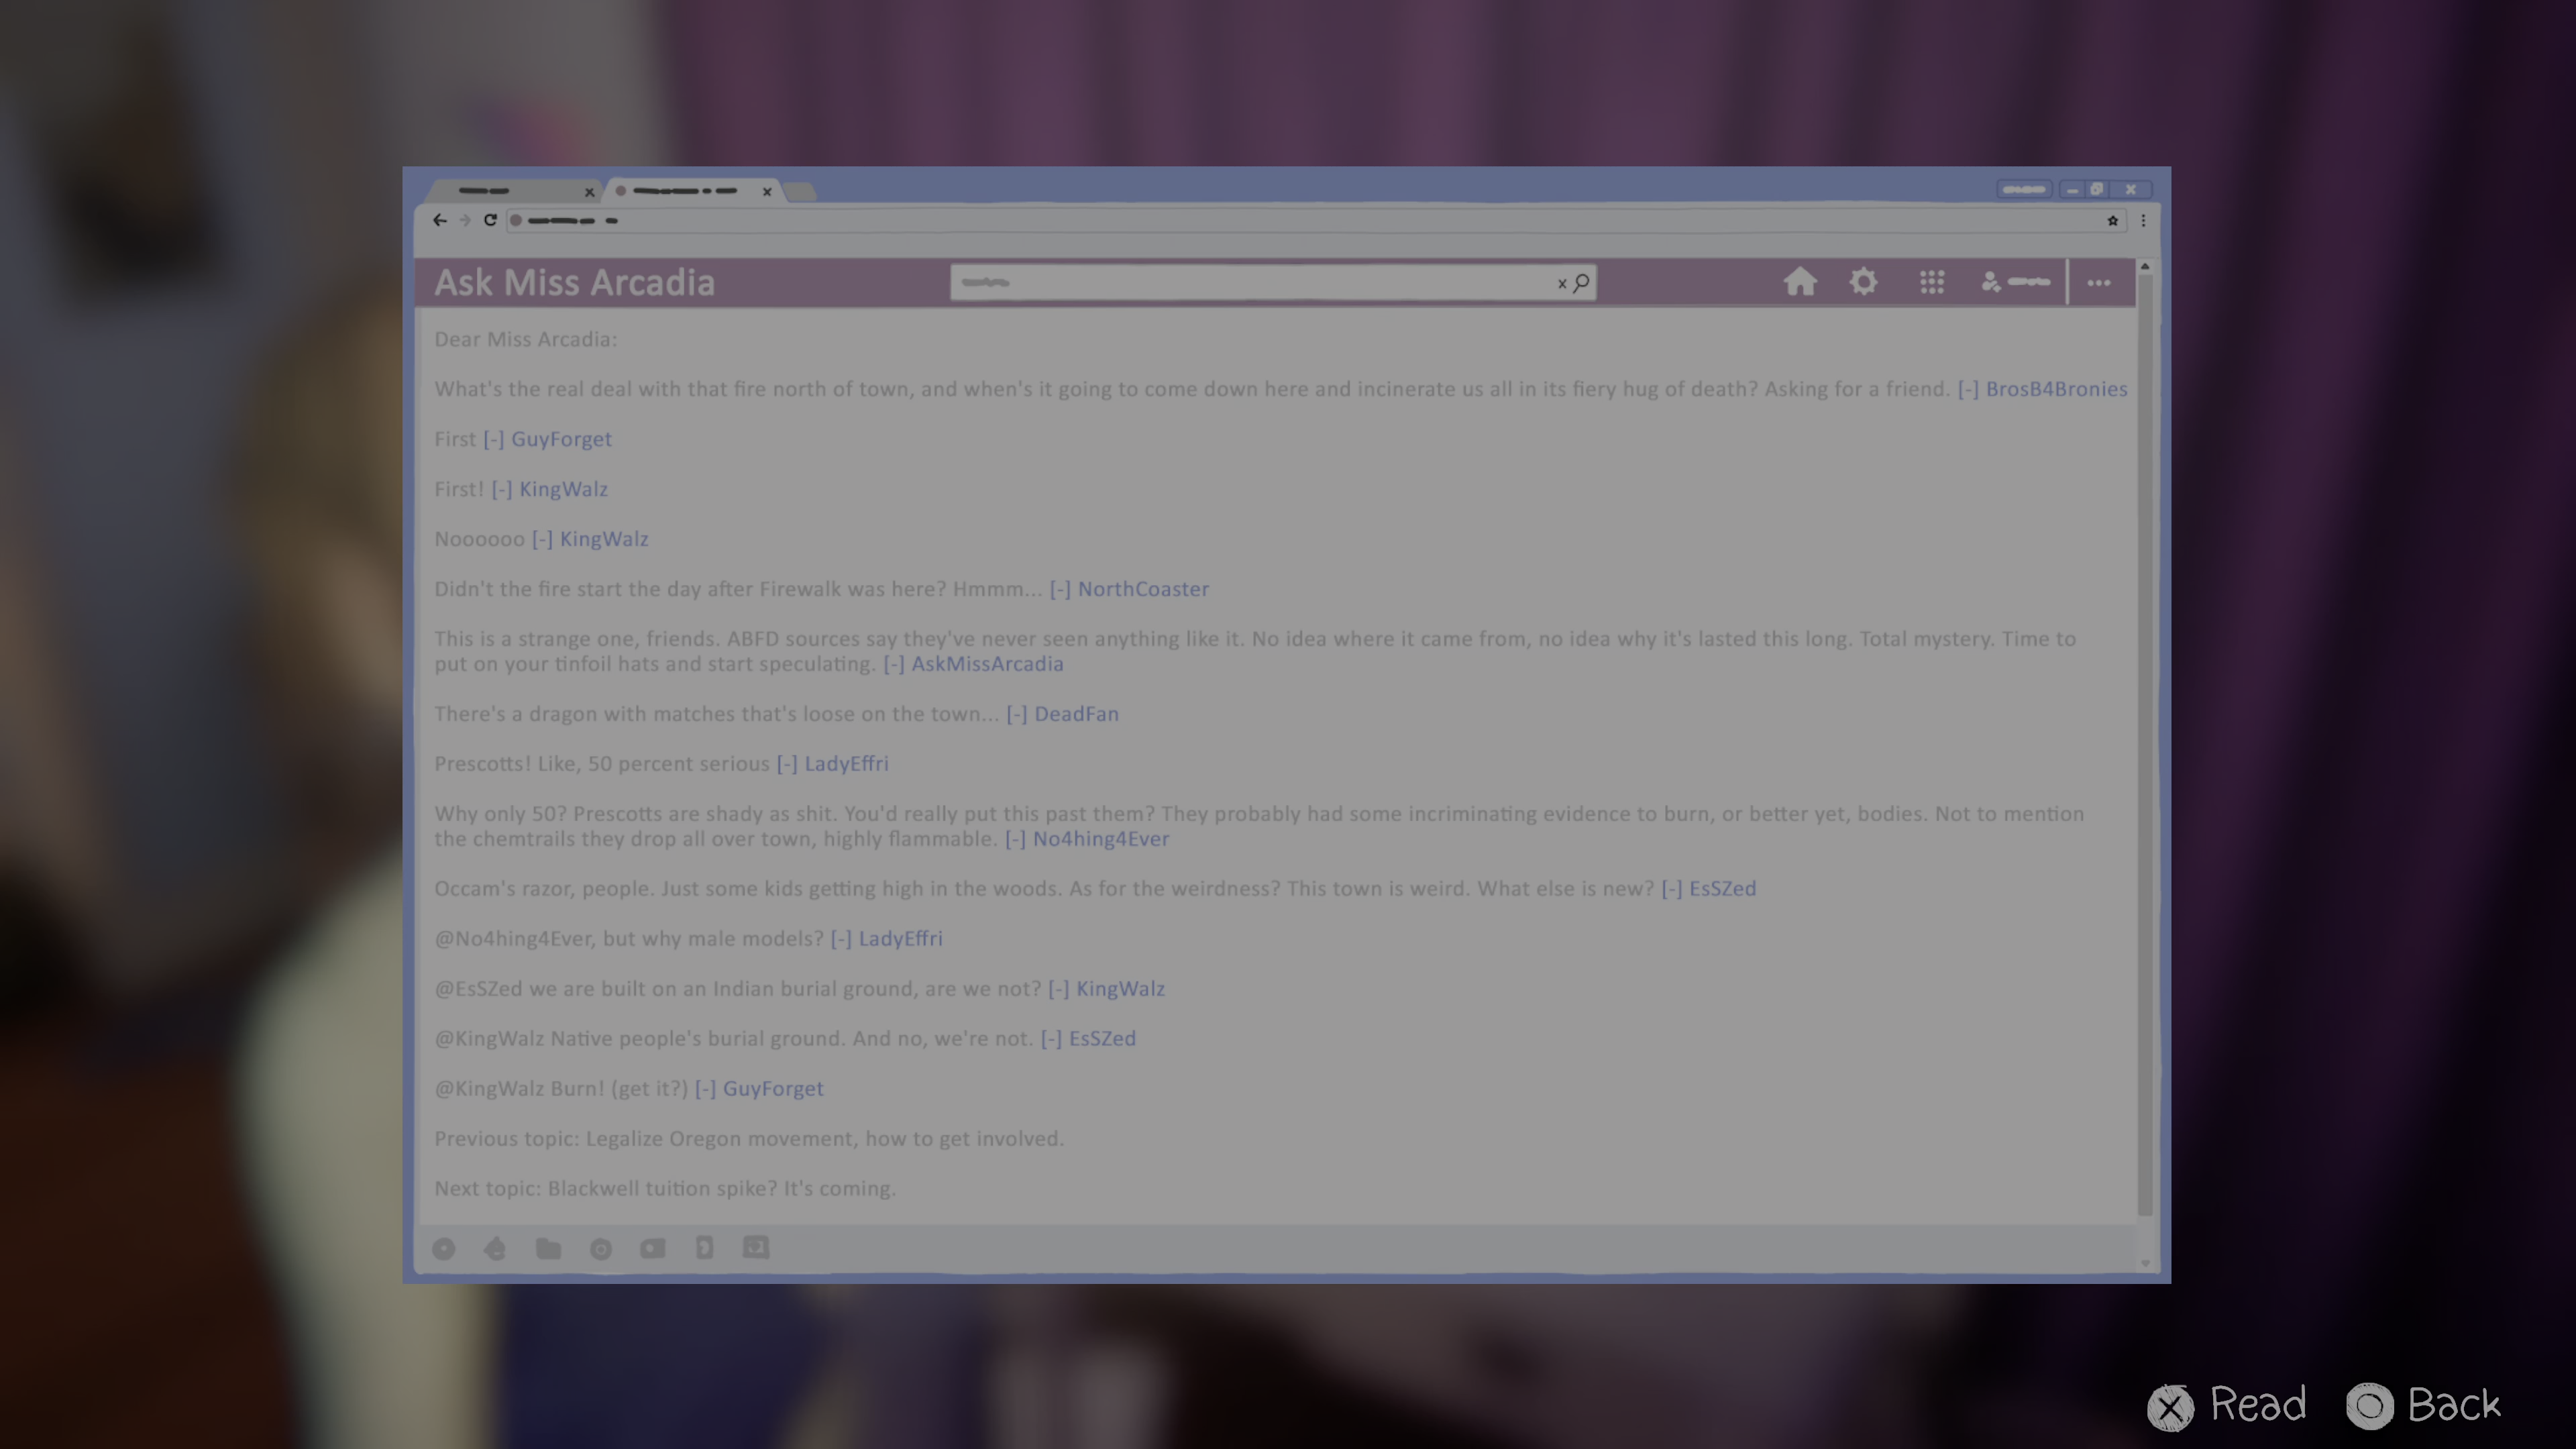 Ask Miss Arcadia
Dear Miss Arcadia:
What's the real deal with that fire north of town, and when's it going to come down here and incinerate us all in its fiery hug of death? Asking for a friend. [-] BrosB4Bronies
First [-] GuyForget
First! [-] KingWalz
Noooooo [-] KingWalz
Didn't the fire start the day after Firewalk was here? Hmmm... [-] NorthCoaster
This is a strange one, friends. ABFD sources say they've never seen anything like it. No idea where it came from, no idea why it's lasted this long. Total mystery. Time to
put on your tinfoil hats and start speculating. [-] AskMissArcadia
There's a dragon with matches that's loose on the town... [-] DeadFan
Prescotts! Like, 50 percent serious [-] LadyEffri
Why only 50? Prescotts are shady as shit. You'd really put this past them? They probably had some incriminating evidence to burn, or better yet, bodies. Not to mention
the chemtrails they drop all over town, highly flammable. [-] No4hing4Ever
Occam's razor, people. Just some kids getting high in the woods. As for the weirdness? This town is weird. What else is new? [-] EsSZed
@No4hing4Ever, but why male models? [-] LadyEffri
@EsSZed we are built on an Indian burial ground, are we not? [-] KingWalz
@KingWalz Native people's burial ground. And no, we're not. [-] EsSZed
@KingWalz Burn! (get it?) [-] GuyForget
Previous topic: Legalize Oregon movement, how to get involved.
Next topic: Blackwell tuition spike? It's coming.
Read Back